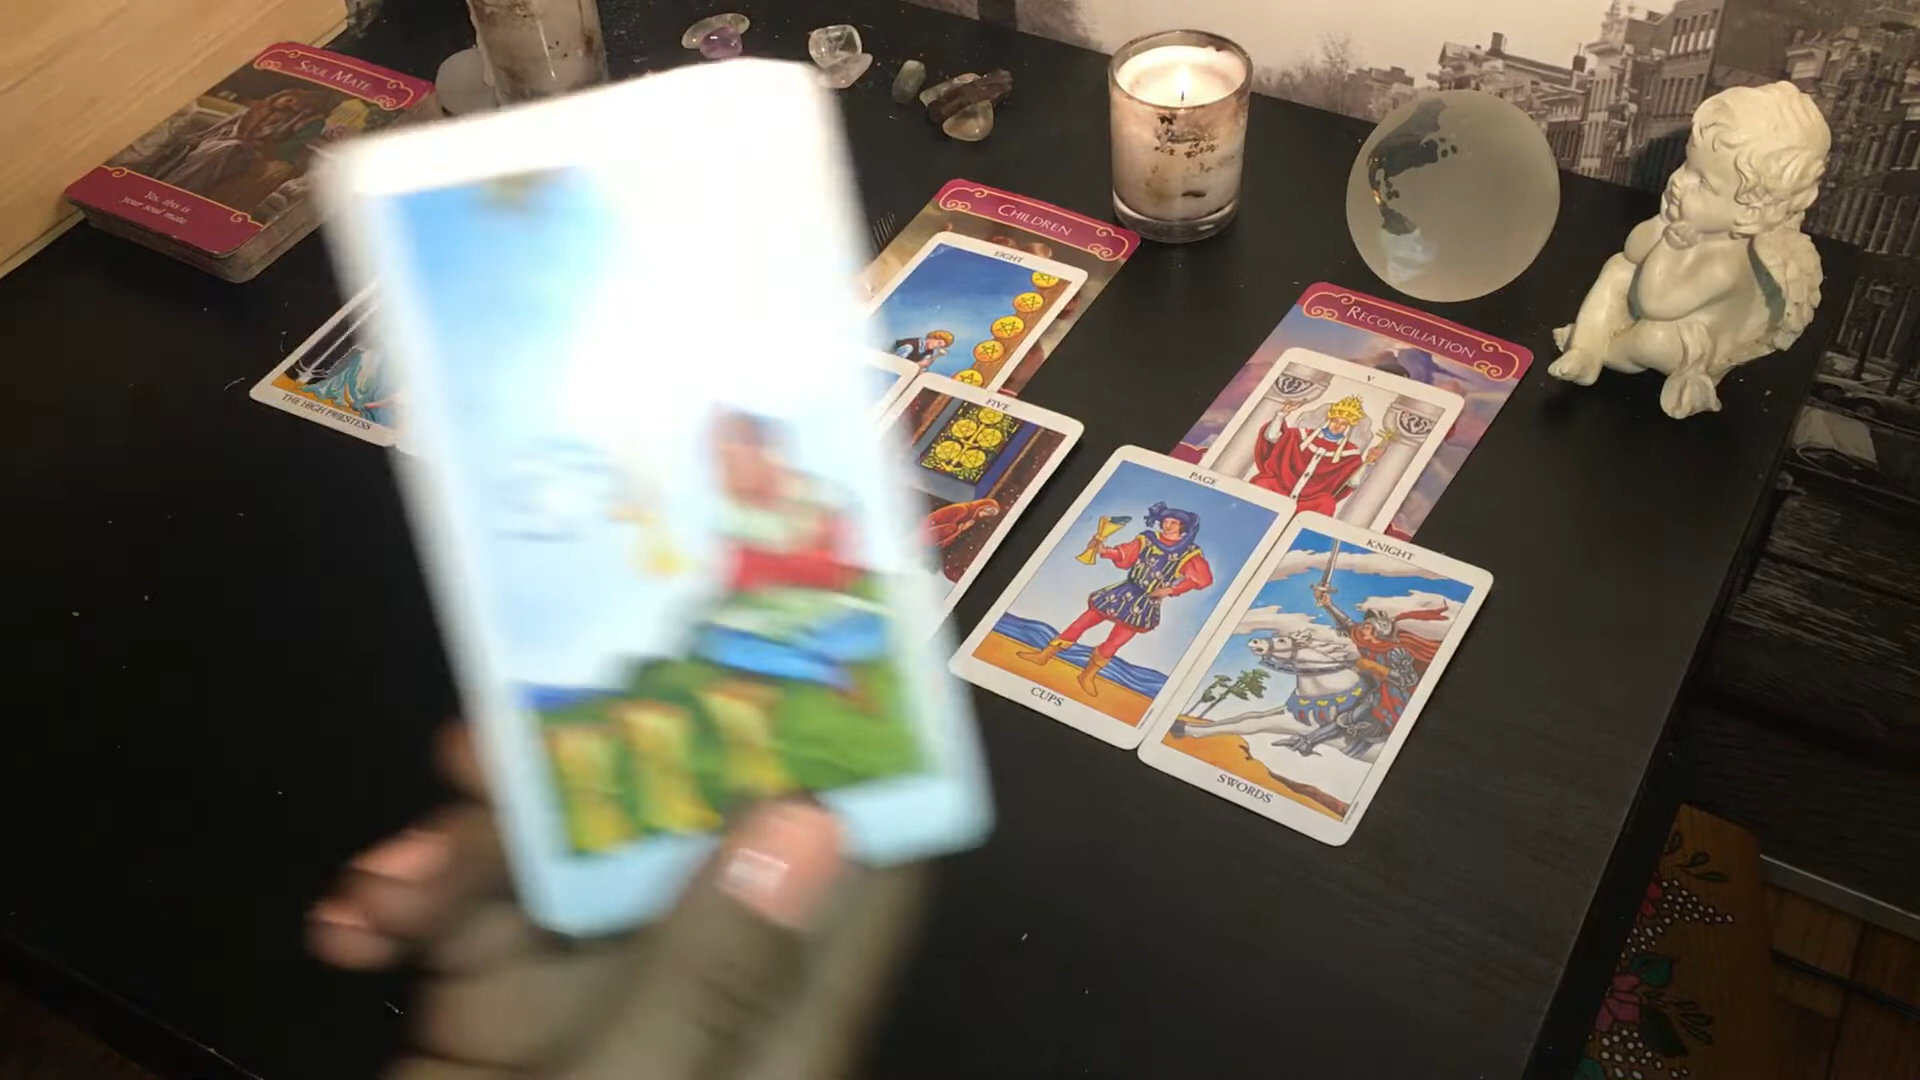 SOUL MATE
Yes, this is
your soul mate
THE HIGH PRIESTESS
CHILDREN
EIGHT
FIVE
RECONCILIATION
V
PAGE
CUPS
KNIGHT
SWORDS